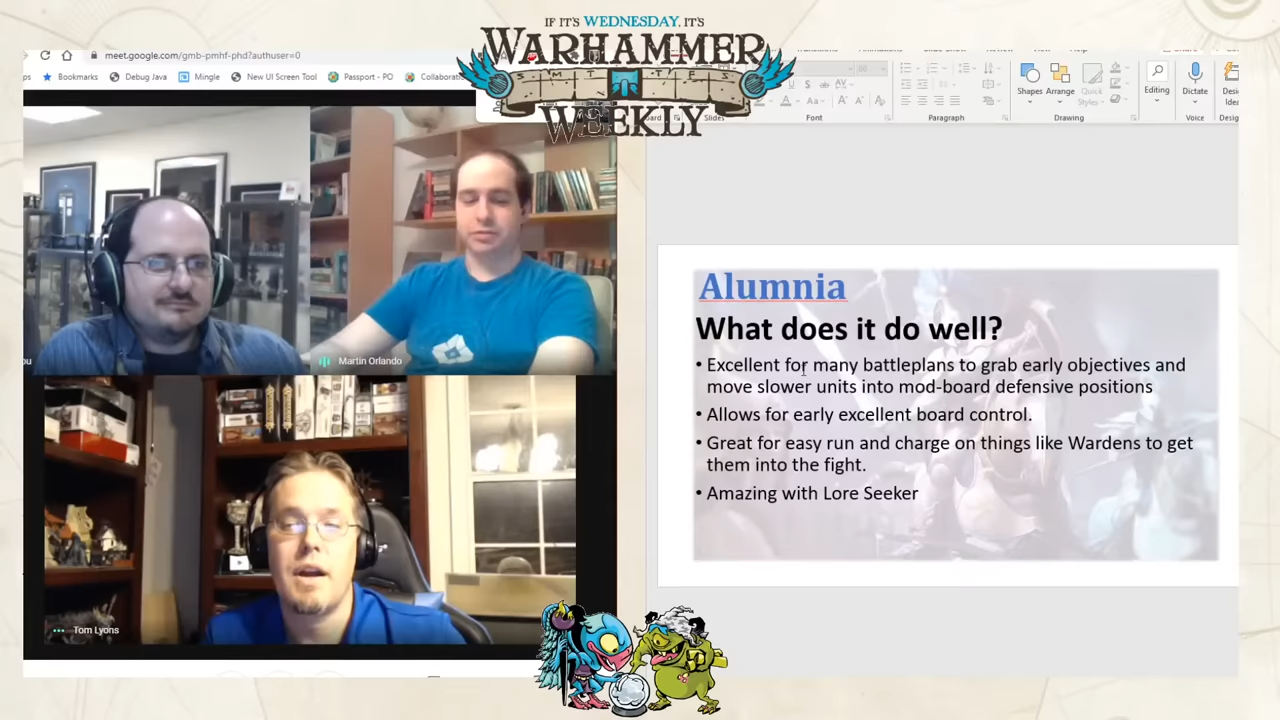 IF IT'S WEDNESDAY, IT'S
WARHAMMER
WEEKLY
meet.google.com/gmb-pmhf-phd?authuser=0
Bookmarks
Debug Java
Mingle
New UI Screen Tool
Passport - PO
Slides
Font
Paragraph
Shapes
Arrange
Quick
Styles
Drawing
Editing
Dictate
Voice
Martin Orlando
Tom Lyons
Alumnia
What does it do well?
• Excellent for many battleplans to grab early objectives and
move slower units into mod-board defensive positions
• Allows for early excellent board control.
• Great for easy run and charge on things like Wardens to get
them into the fight.
• Amazing with Lore Seeker